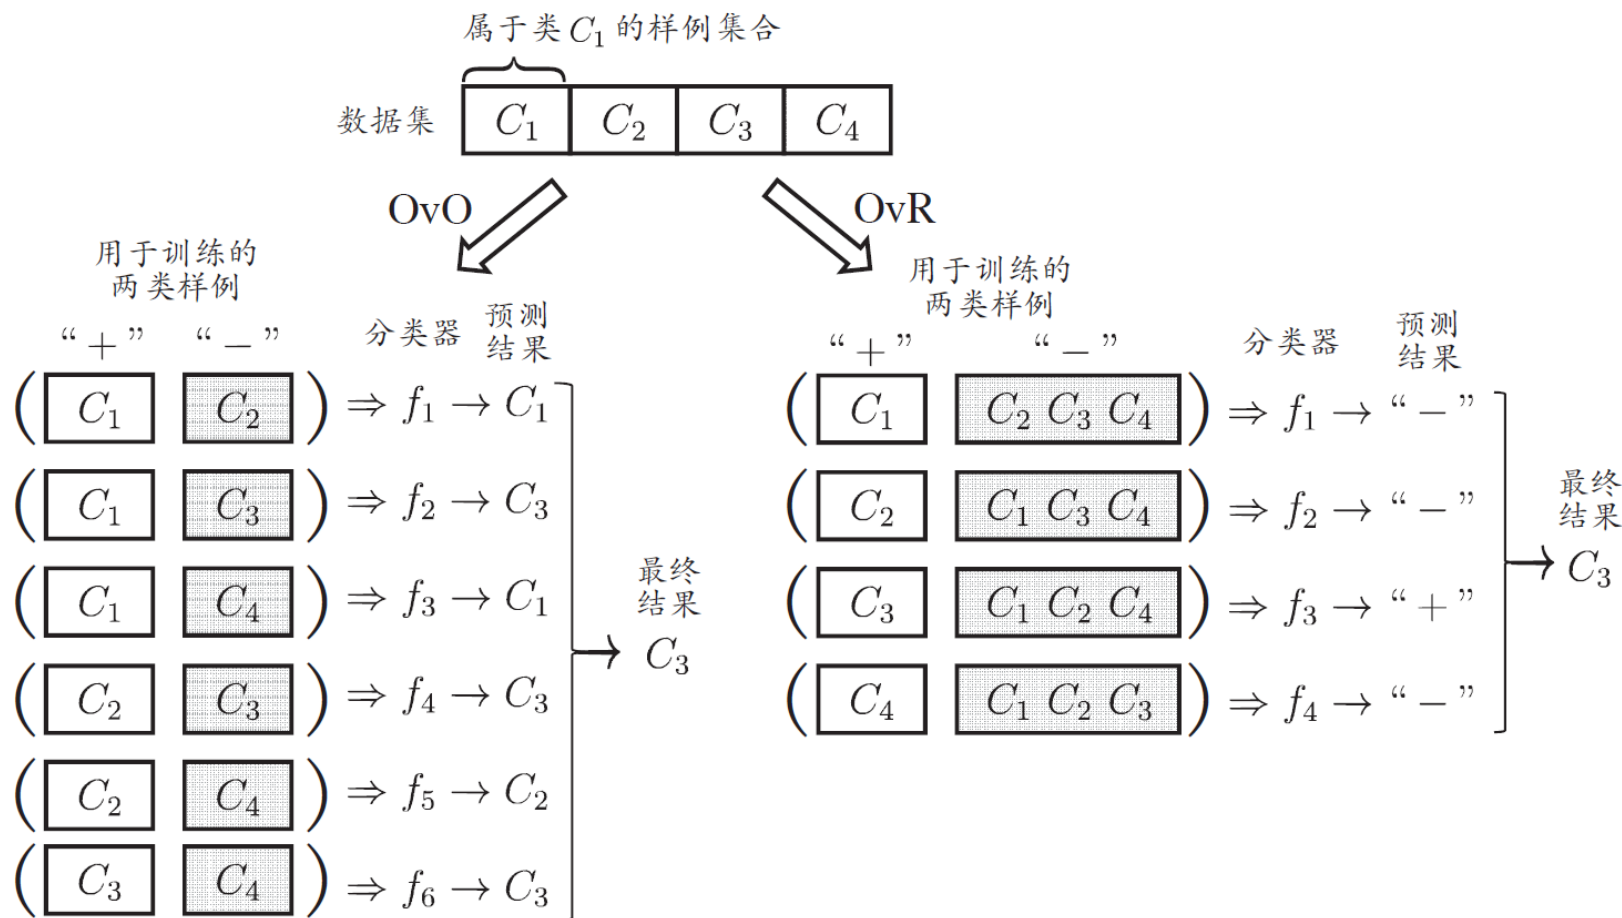 属于类 C₁ 的样例集合
数据集 C₁ C₂ C₃ C₄
OvO
用于训练的
两类样例
“+” “−” 分类器 预测
结果
( C₁ C₂ ) ⇒ f₁ → C₁
( C₁ C₃ ) ⇒ f₂ → C₃
( C₁ C₄ ) ⇒ f₃ → C₁
( C₂ C₃ ) ⇒ f₄ → C₃
( C₂ C₄ ) ⇒ f₅ → C₂
( C₃ C₄ ) ⇒ f₆ → C₃
最终
结果
C₃
OvR
用于训练的
两类样例
“+” “−” 分类器 预测
结果
( C₁ C₂ C₃ C₄ ) ⇒ f₁ → “−”
( C₂ C₁ C₃ C₄ ) ⇒ f₂ → “−”
( C₃ C₁ C₂ C₄ ) ⇒ f₃ → “+”
( C₄ C₁ C₂ C₃ ) ⇒ f₄ → “−”
最终
结果
C₃